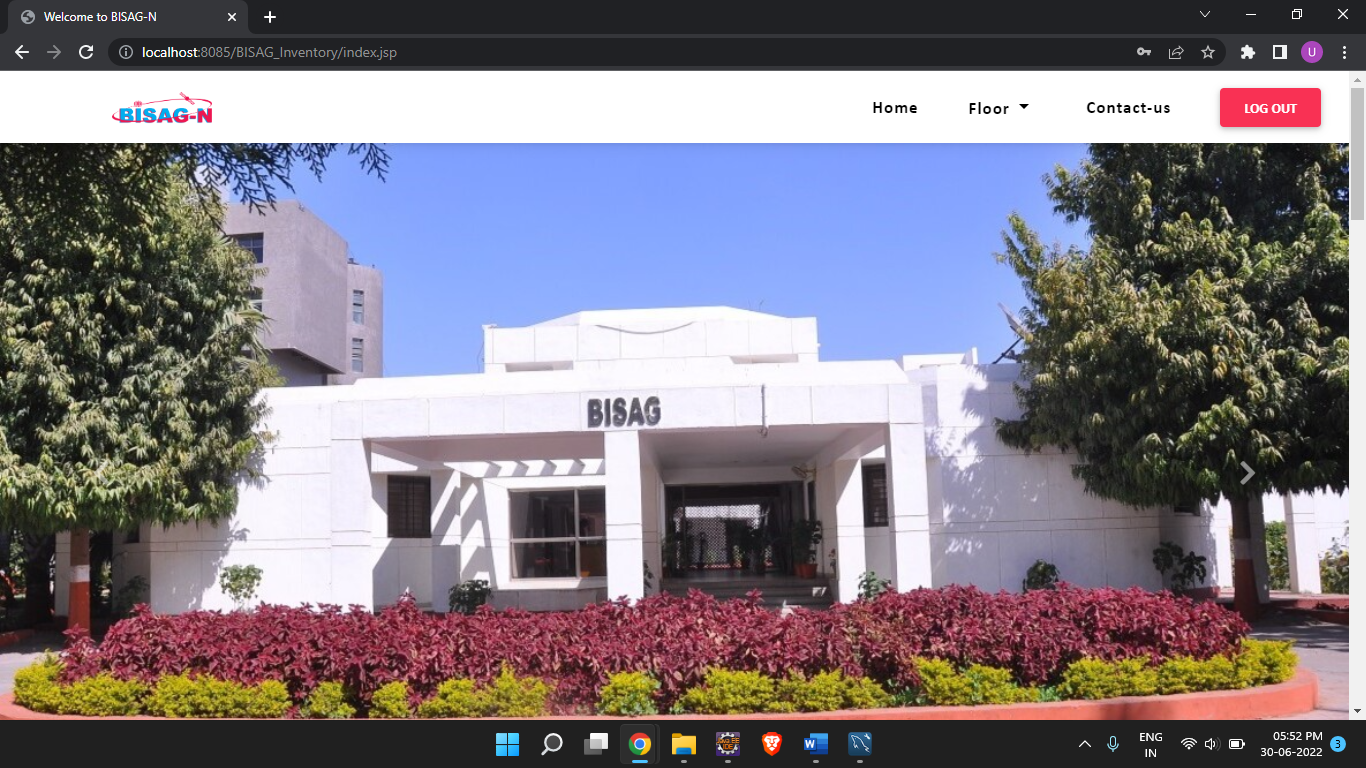 Welcome to BISAG-N
localhost:8085/BISAG_Inventory/index.jsp
U
BISAG-N
Home
Floor
Contact-us
LOG OUT
BISAG
ENG
IN
05:52 PM
30-06-2022
3